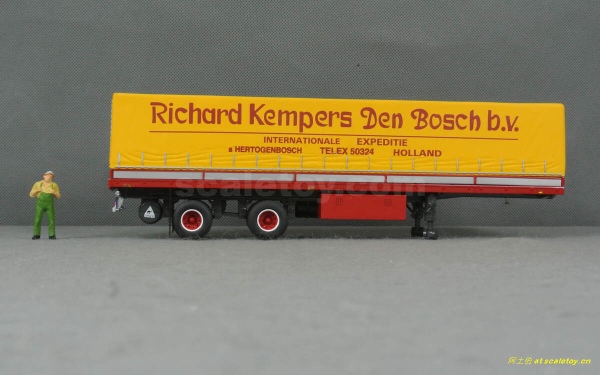 Richard Kempers Den Bosch b.v.
INTERNATIONALE EXPEDITIE
s HERTOGENBOSCH TELEX 50324 HOLLAND
scaletoy.com
阿土伯 at scaletoy.cn